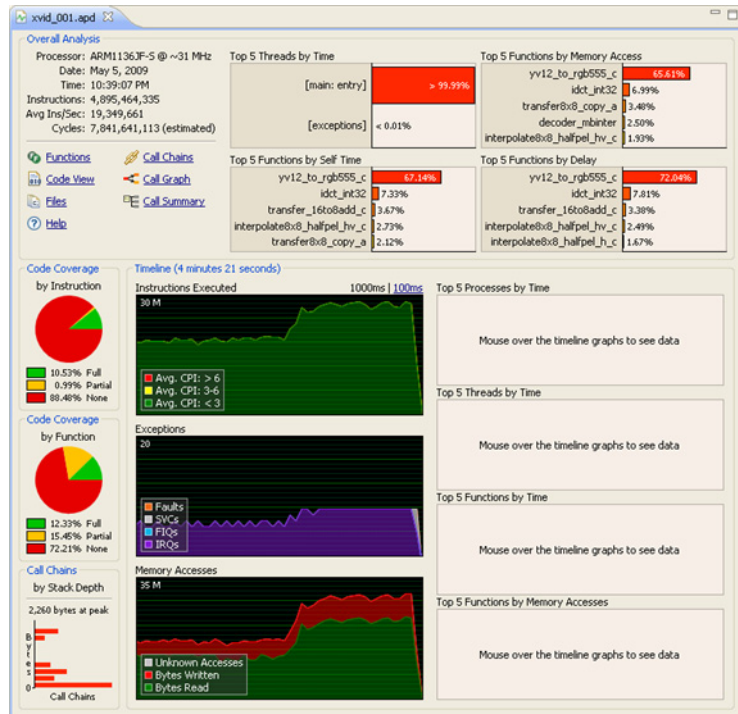 xvid_001.apd
Overall Analysis
Processor: ARM1136JF-S @ ~31 MHz
Date: May 5, 2009
Time: 10:39:07 PM
Instructions: 4,895,464,335
Avg Ins/Sec: 19,349,661
Cycles: 7,841,641,113 (estimated)
Functions
Call Chains
Code View
Call Graph
Files
Call Summary
Help
Top 5 Threads by Time
[main: entry]
> 99.99%
[exceptions]
< 0.01%
Top 5 Functions by Memory Access
yv12_to_rgb555_c 65.61%
idct_int32 6.99%
transfer8x8_copy_a 3.48%
decoder_mbinter 2.50%
interpolate8x8_halfpel_hv_c 1.93%
Top 5 Functions by Self Time
yv12_to_rgb555_c 67.14%
idct_int32 7.33%
transfer_16to8add_c 3.67%
interpolate8x8_halfpel_hv_c 2.73%
transfer8x8_copy_a 2.12%
Top 5 Functions by Delay
yv12_to_rgb555_c 72.04%
idct_int32 7.81%
transfer_16to8add_c 3.38%
interpolate8x8_halfpel_hv_c 2.49%
interpolate8x8_halfpel_h_c 1.67%
Code Coverage
by Instruction
10.53% Full
0.99% Partial
88.48% None
Code Coverage
by Function
12.33% Full
15.45% Partial
72.21% None
Call Chains
by Stack Depth
2,260 bytes at peak
Bytes
0
Call Chains
Timeline (4 minutes 21 seconds)
Instructions Executed 1000ms | 100ms
30 M
Avg. CPI: > 6
Avg. CPI: 3-6
Avg. CPI: < 3
Exceptions
20
Faults
SVCs
FIQs
IRQs
Memory Accesses
35 M
Unknown Accesses
Bytes Written
Bytes Read
Top 5 Processes by Time
Mouse over the timeline graphs to see data
Top 5 Threads by Time
Mouse over the timeline graphs to see data
Top 5 Functions by Time
Mouse over the timeline graphs to see data
Top 5 Functions by Memory Accesses
Mouse over the timeline graphs to see data